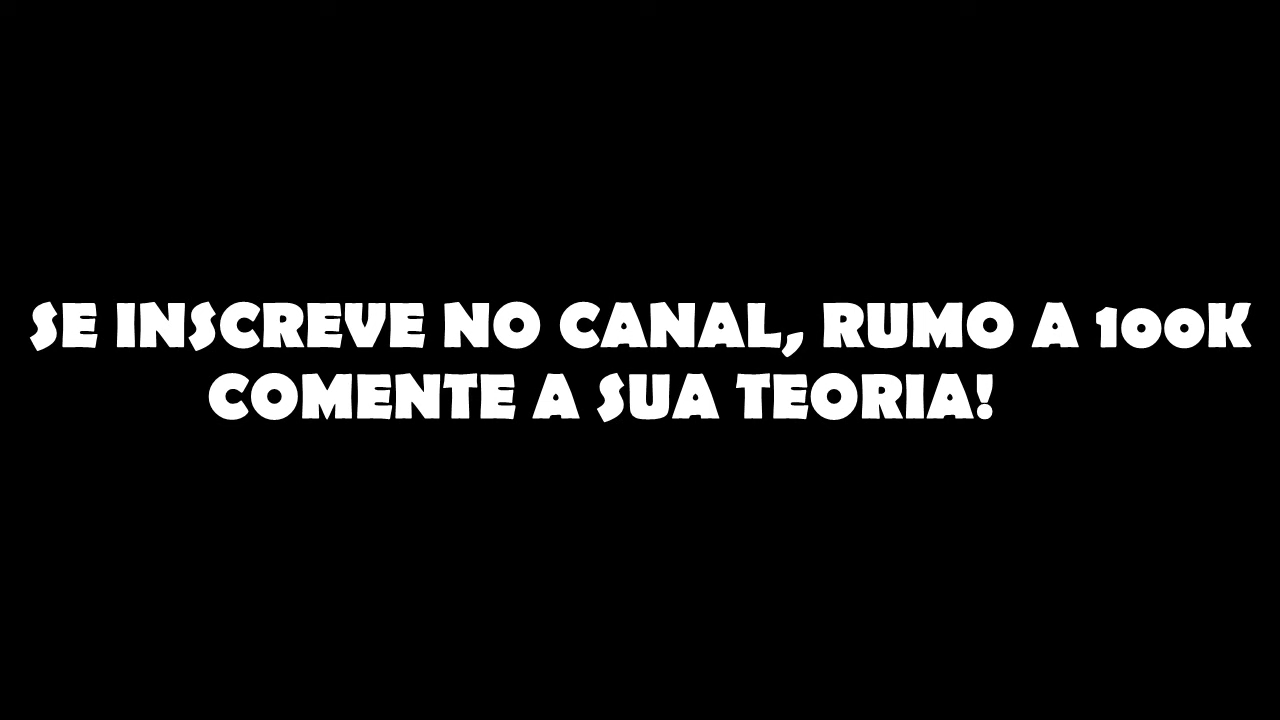 SE INSCREVE NO CANAL, RUMO A 100K
COMENTE A SUA TEORIA!